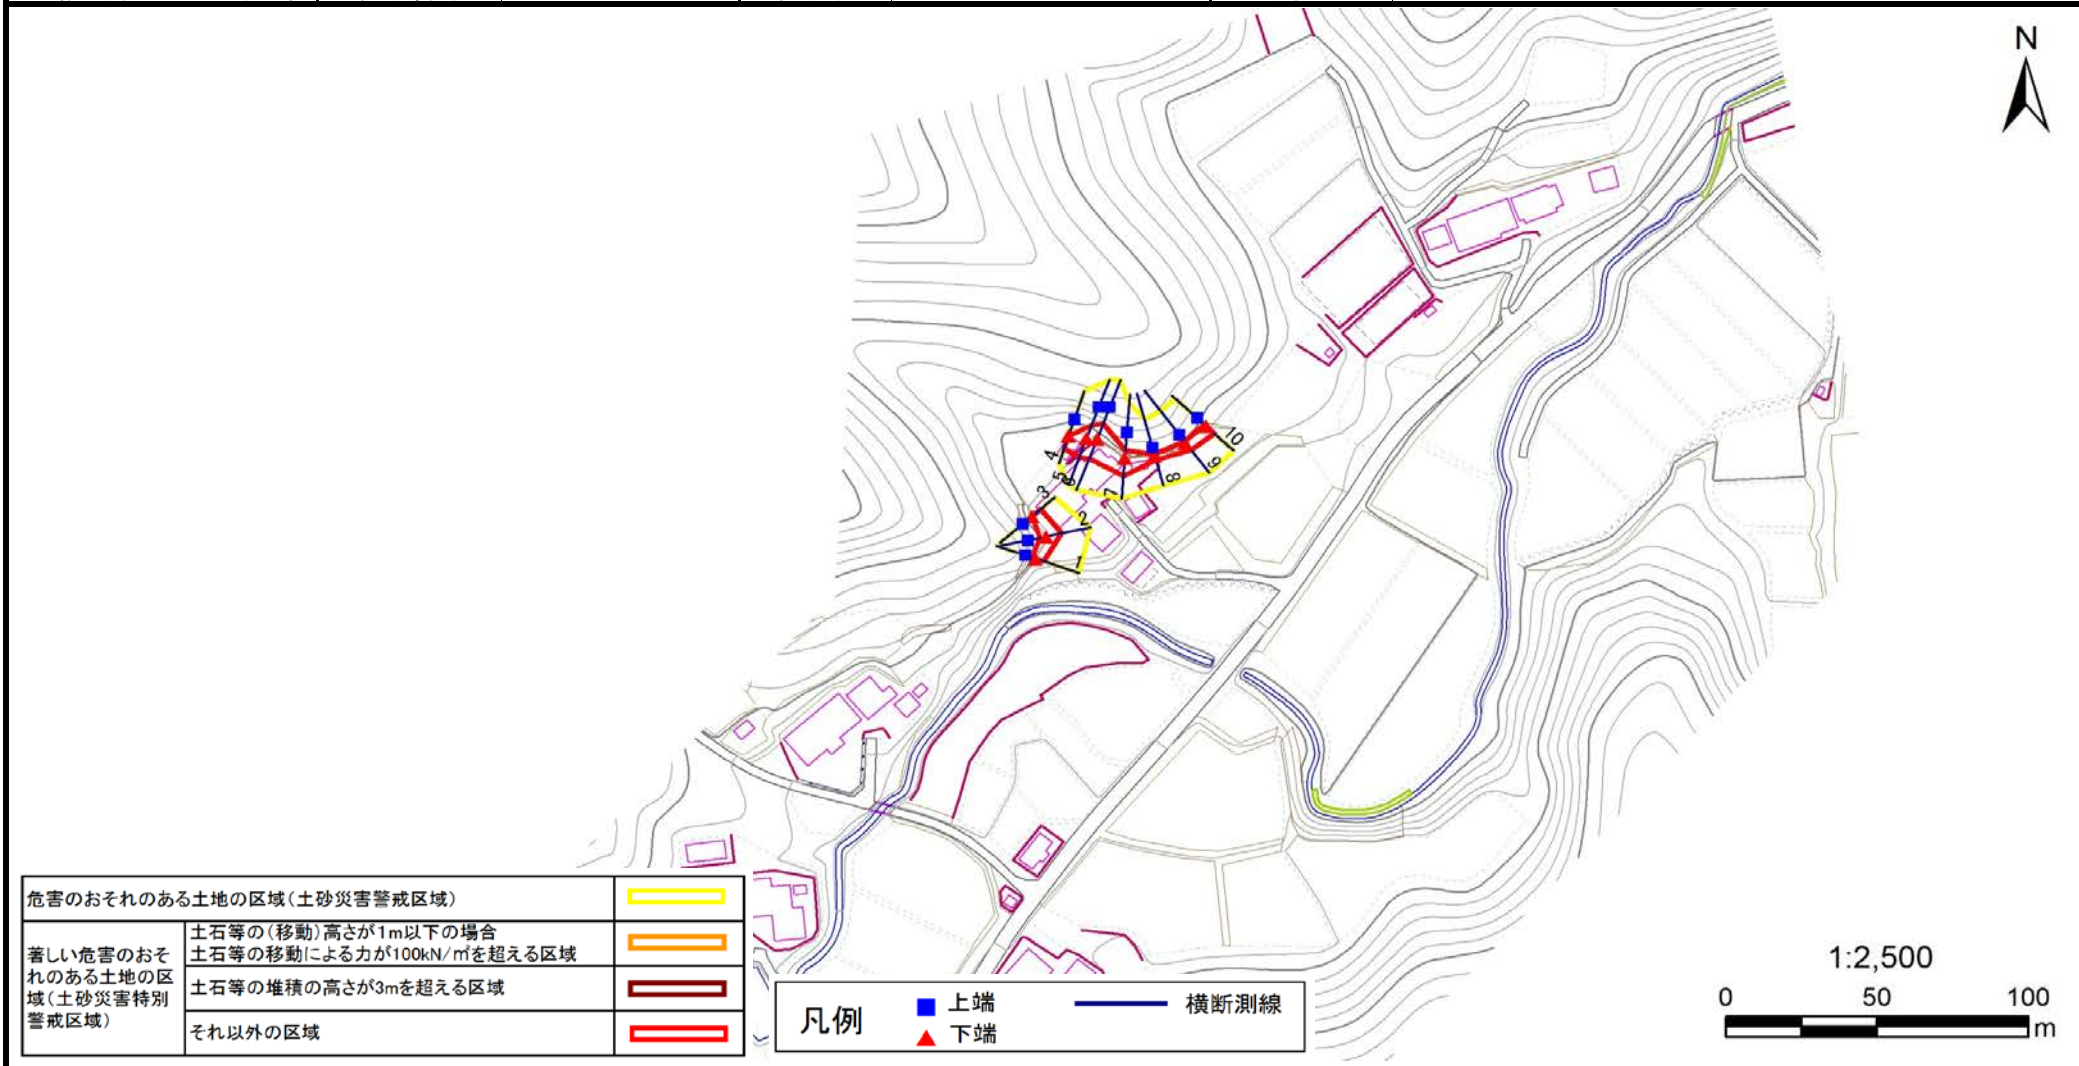 N
10
4
9
5
6
8
7
3
2
1
危害のおそれのある土地の区域(土砂災害警戒区域)
著しい危害のおそ
れのある土地の区
域(土砂災害特別
警戒区域)
土石等の(移動)高さが1m以下の場合
土石等の移動による力が100kN/㎡を超える区域
土石等の堆積の高さが3mを超える区域
それ以外の区域
凡例
上端
下端
横断測線
1:2,500
0 50 100
m